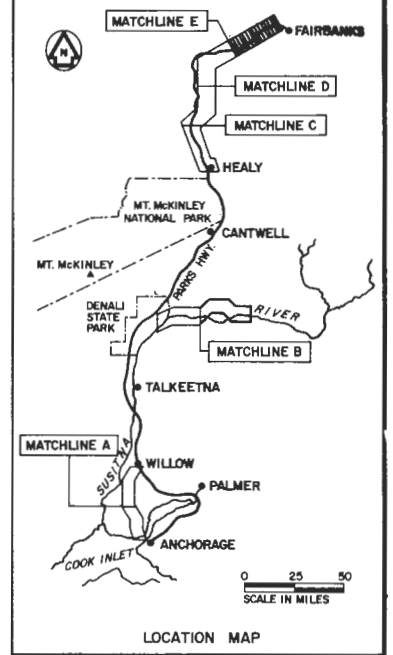 MATCHLINE E
FAIRBANKS
N
MATCHLINE D
MATCHLINE C
HEALY
MT. McKINLEY
NATIONAL PARK
CANTWELL
MT. McKINLEY
PARKS HWY.
DENALI
STATE
PARK
RIVER
MATCHLINE B
TALKEETNA
MATCHLINE A
SUSITNA
WILLOW
PALMER
ANCHORAGE
COOK INLET
0 25 50
SCALE IN MILES
LOCATION MAP